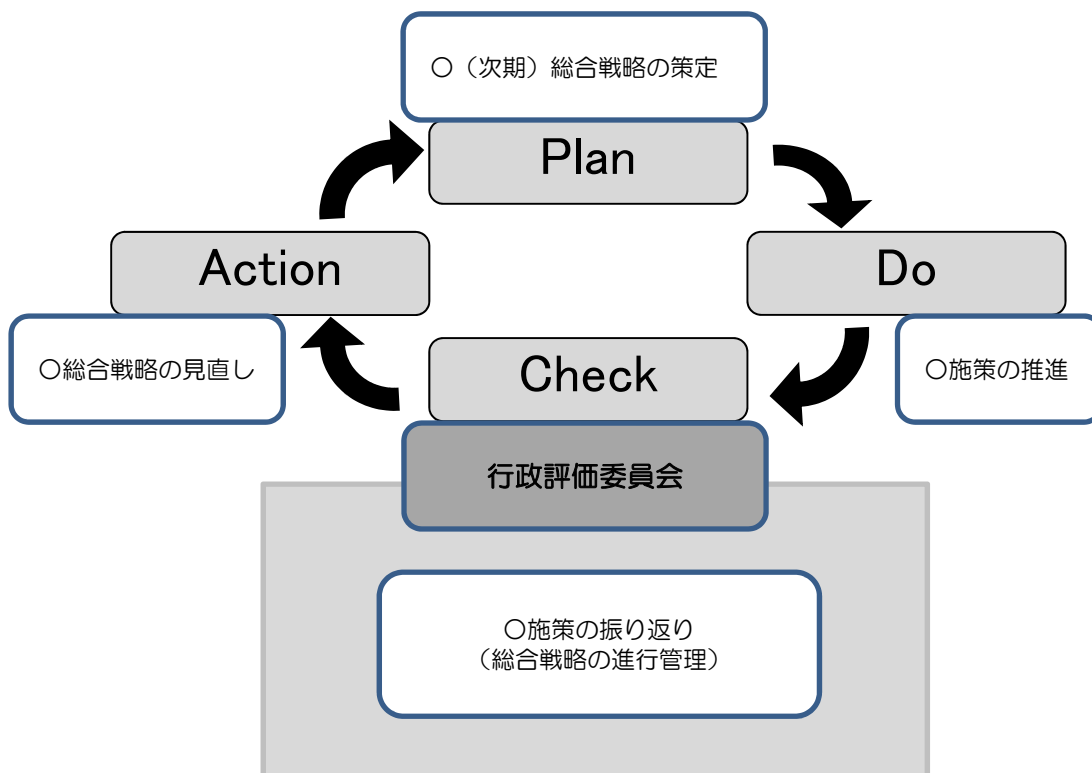 〇（次期）総合戦略の策定
Plan
Action
Do
〇総合戦略の見直し
Check
〇施策の推進
行政評価委員会
〇施策の振り返り
（総合戦略の進行管理）